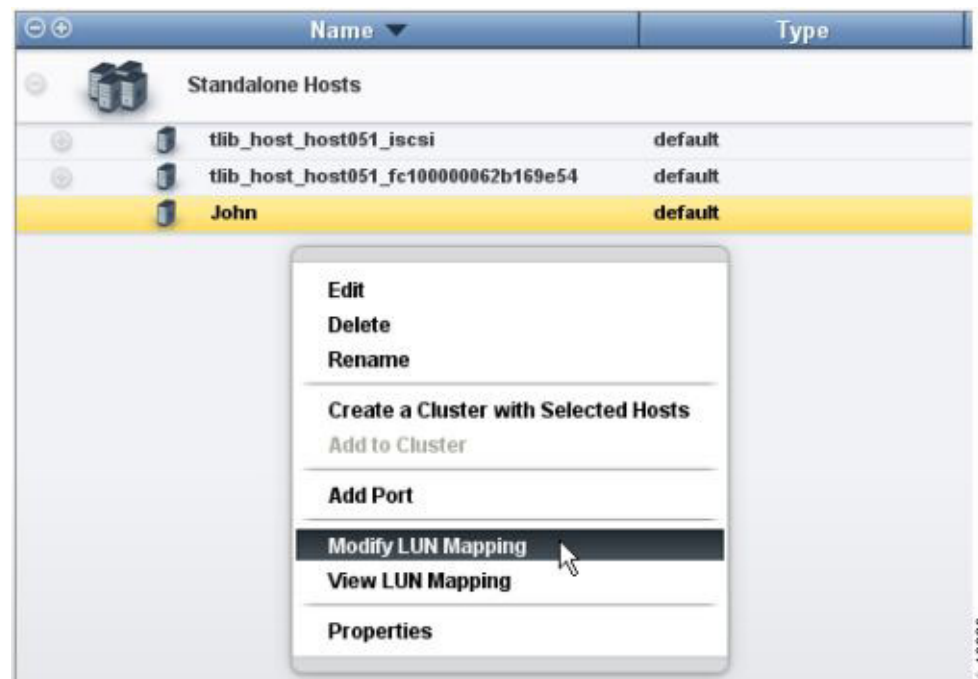 Name Type
Standalone Hosts
tlib_host_host051_iscsi default
tlib_host_host051_fc100000062b169e54 default
John default
Edit
Delete
Rename
Create a Cluster with Selected Hosts
Add to Cluster
Add Port
Modify LUN Mapping
View LUN Mapping
Properties